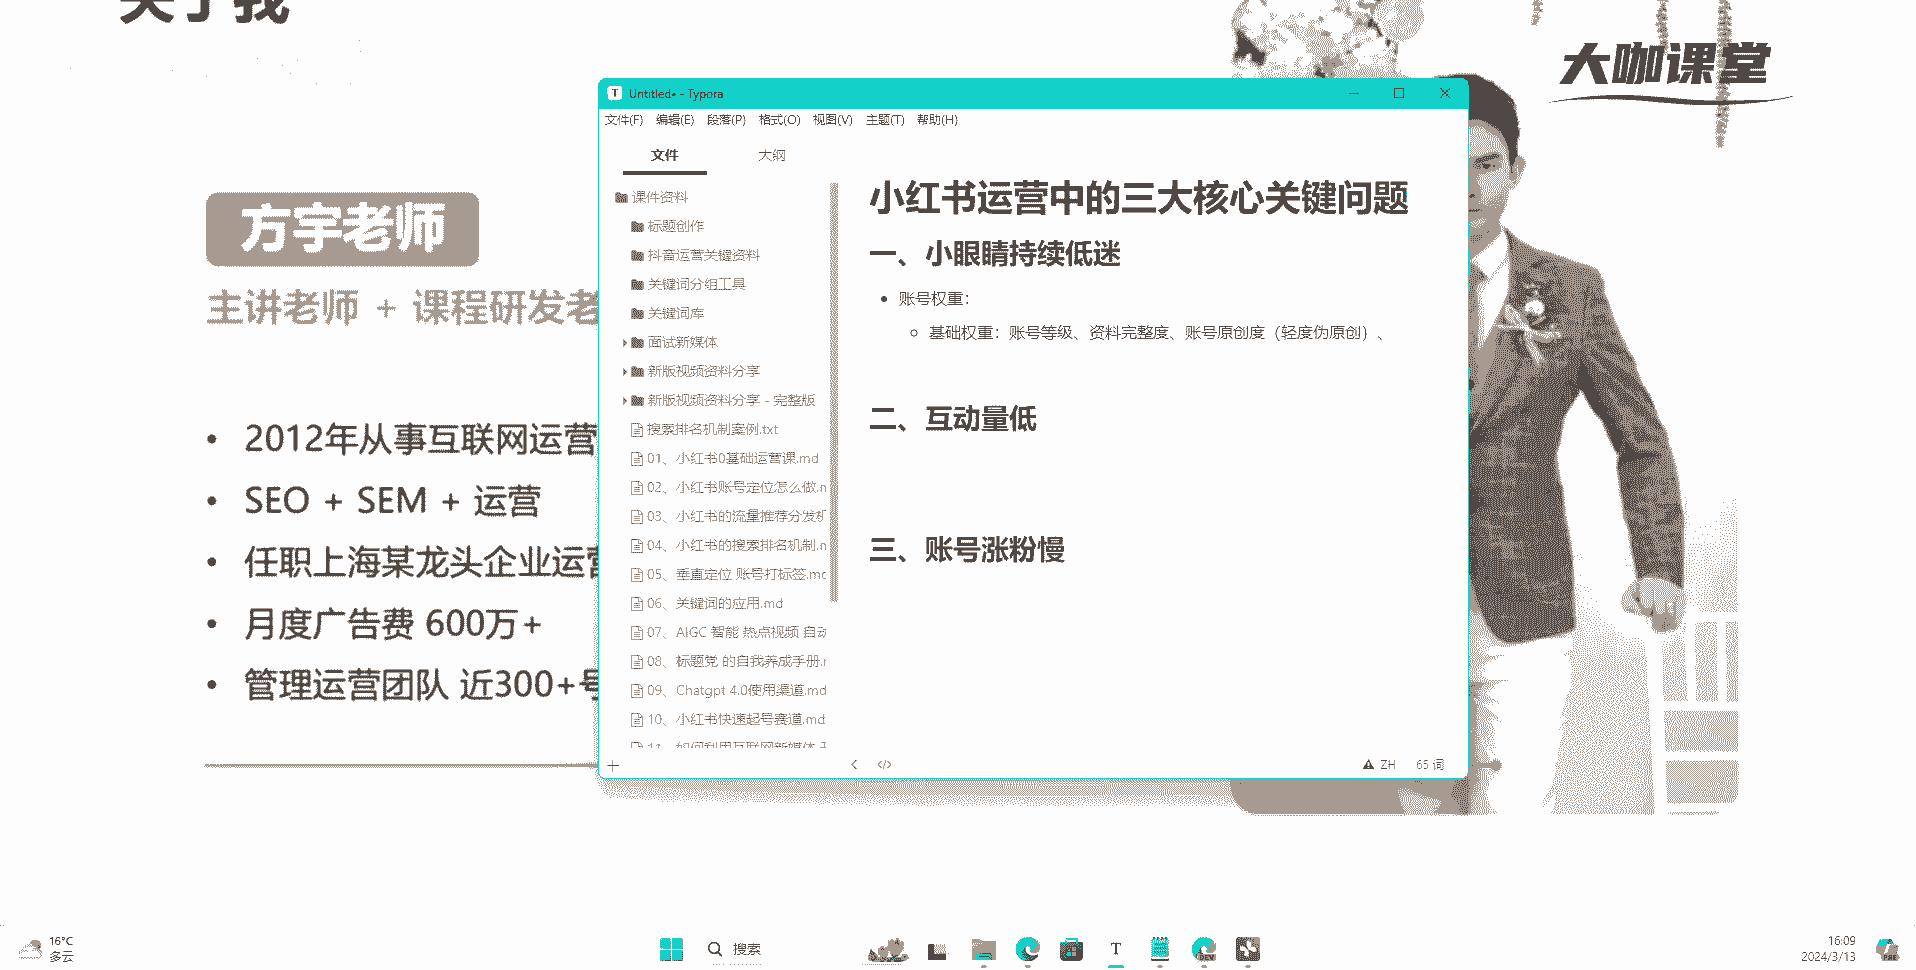 关于我
大咖课堂
方宇老师
主讲老师 + 课程研发老
2012年从事互联网运营
SEO + SEM + 运营
任职上海某龙头企业运营
月度广告费 600万+
管理运营团队 近300+号
Untitled• - Typora
文件(F) 编辑(E) 段落(P) 格式(O) 视图(V) 主题(T) 帮助(H)
文件 大纲
课件资料
标题创作
抖音运营关键资料
关键词分组工具
关键词库
面试新媒体
新版视频资料分享
新版视频资料分享 - 完整版
搜索排名机制案例.txt
01、小红书0基础运营课.md
02、小红书账号定位怎么做.m
03、小红书的流量推荐分发机
04、小红书的搜索排名机制.m
05、垂直定位 账号打标签.md
06、关键词的应用.md
07、AIGC 智能 热点视频 自动
08、标题党 的自我养成手册.m
09、Chatgpt 4.0使用渠道.md
10、小红书快速起号赛道.md
11、如何利用互联网新媒体
小红书运营中的三大核心关键问题
一、小眼睛持续低迷
账号权重：
基础权重：账号等级、资料完整度、账号原创度（轻度伪原创）、
二、互动量低
三、账号涨粉慢
ZH 65 词
16°C
多云
搜索
16:09
2024/3/13